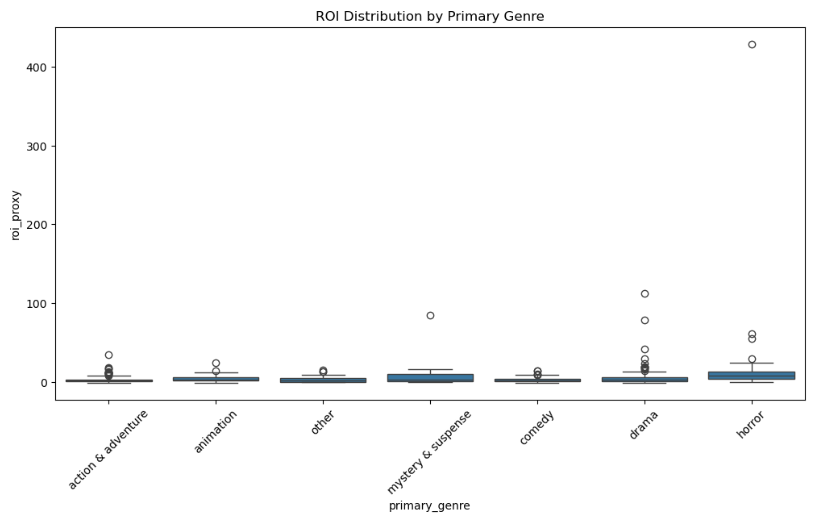 ROI Distribution by Primary Genre
400
300
200
100
0
roi_proxy
action & adventure
animation
other
mystery & suspense
comedy
drama
horror
primary_genre